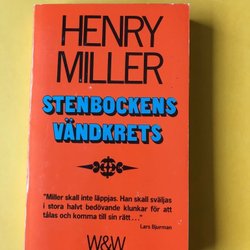 HENRY
MILLER
STENBOCKENS
VÄNDKRETS
"Miller skall inte läppjas. Han skall sväljas
i stora halvt bedövande klunkar för att
tålas och komma till sin rätt ..."
Lars Bjurman
W&W